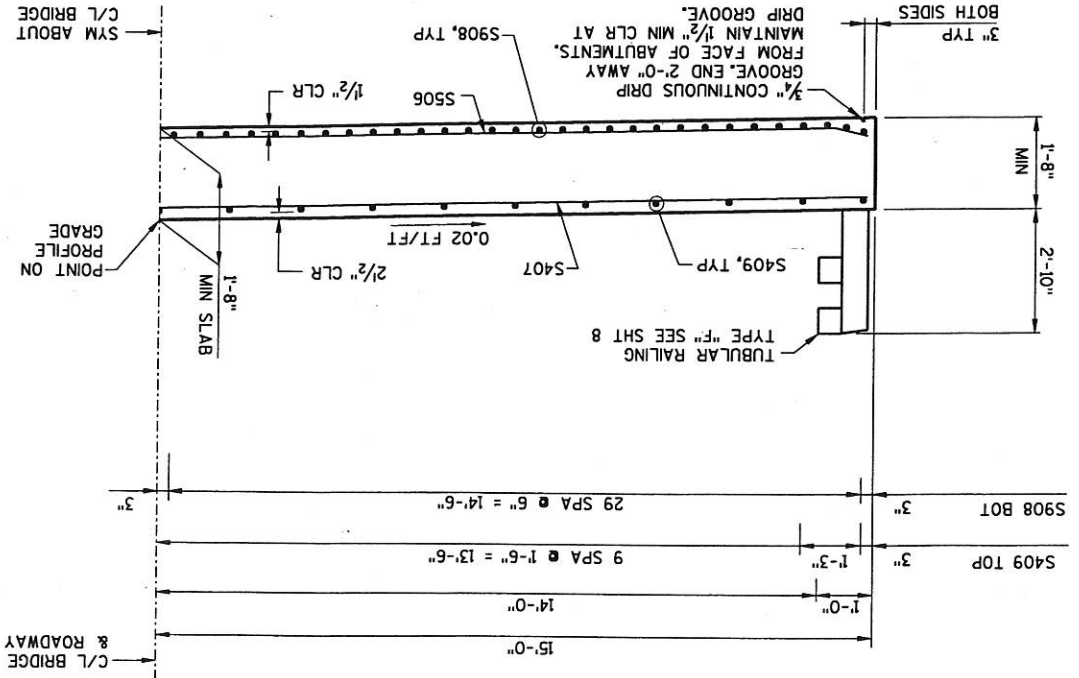 C/L BRIDGE
& ROADWAY
15'-0"
1'-0"
14'-0"
S409 TOP
3"
1'-3"
9 SPA @ 1'-6" = 13'-6"
S908 BOT
3"
29 SPA @ 6" = 14'-6"
3"
TUBULAR RAILING
TYPE "F" SEE SHT 8
2'-10"
1'-8"
MIN
S409, TYP
S407
0.02 FT/FT
2½" CLR
1'-8"
MIN SLAB
POINT ON
PROFILE
GRADE
3" TYP
BOTH SIDES
¾" CONTINUOUS DRIP
GROOVE. END 2'-0" AWAY
FROM FACE OF ABUTMENTS.
MAINTAIN 1½" MIN CLR AT
DRIP GROOVE.
S506
S908, TYP
1½" CLR
SYM ABOUT
C/L BRIDGE